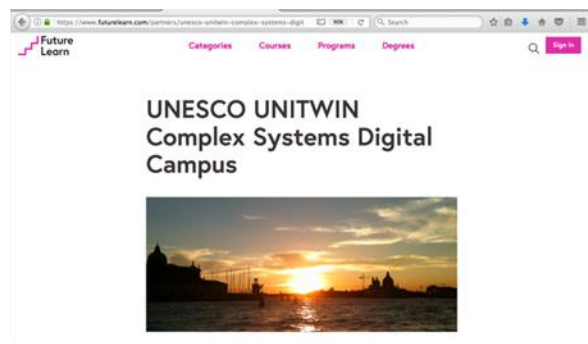 https://www.futurelearn.com/partners/unesco-unitwin-complex-systems-digit
90%
Search
Future
Learn
Categories
Courses
Programs
Degrees
Sign in
UNESCO UNITWIN
Complex Systems Digital
Campus